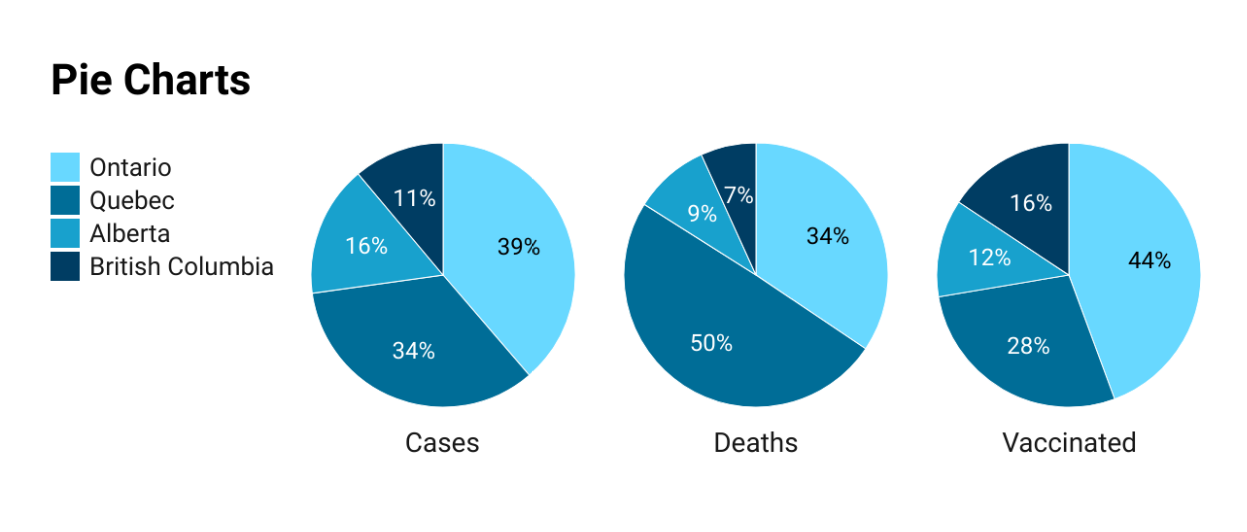 Pie Charts
Ontario
Quebec
Alberta
British Columbia
11%
39%
16%
34%
Cases
7%
9%
34%
50%
Deaths
16%
12%
44%
28%
Vaccinated